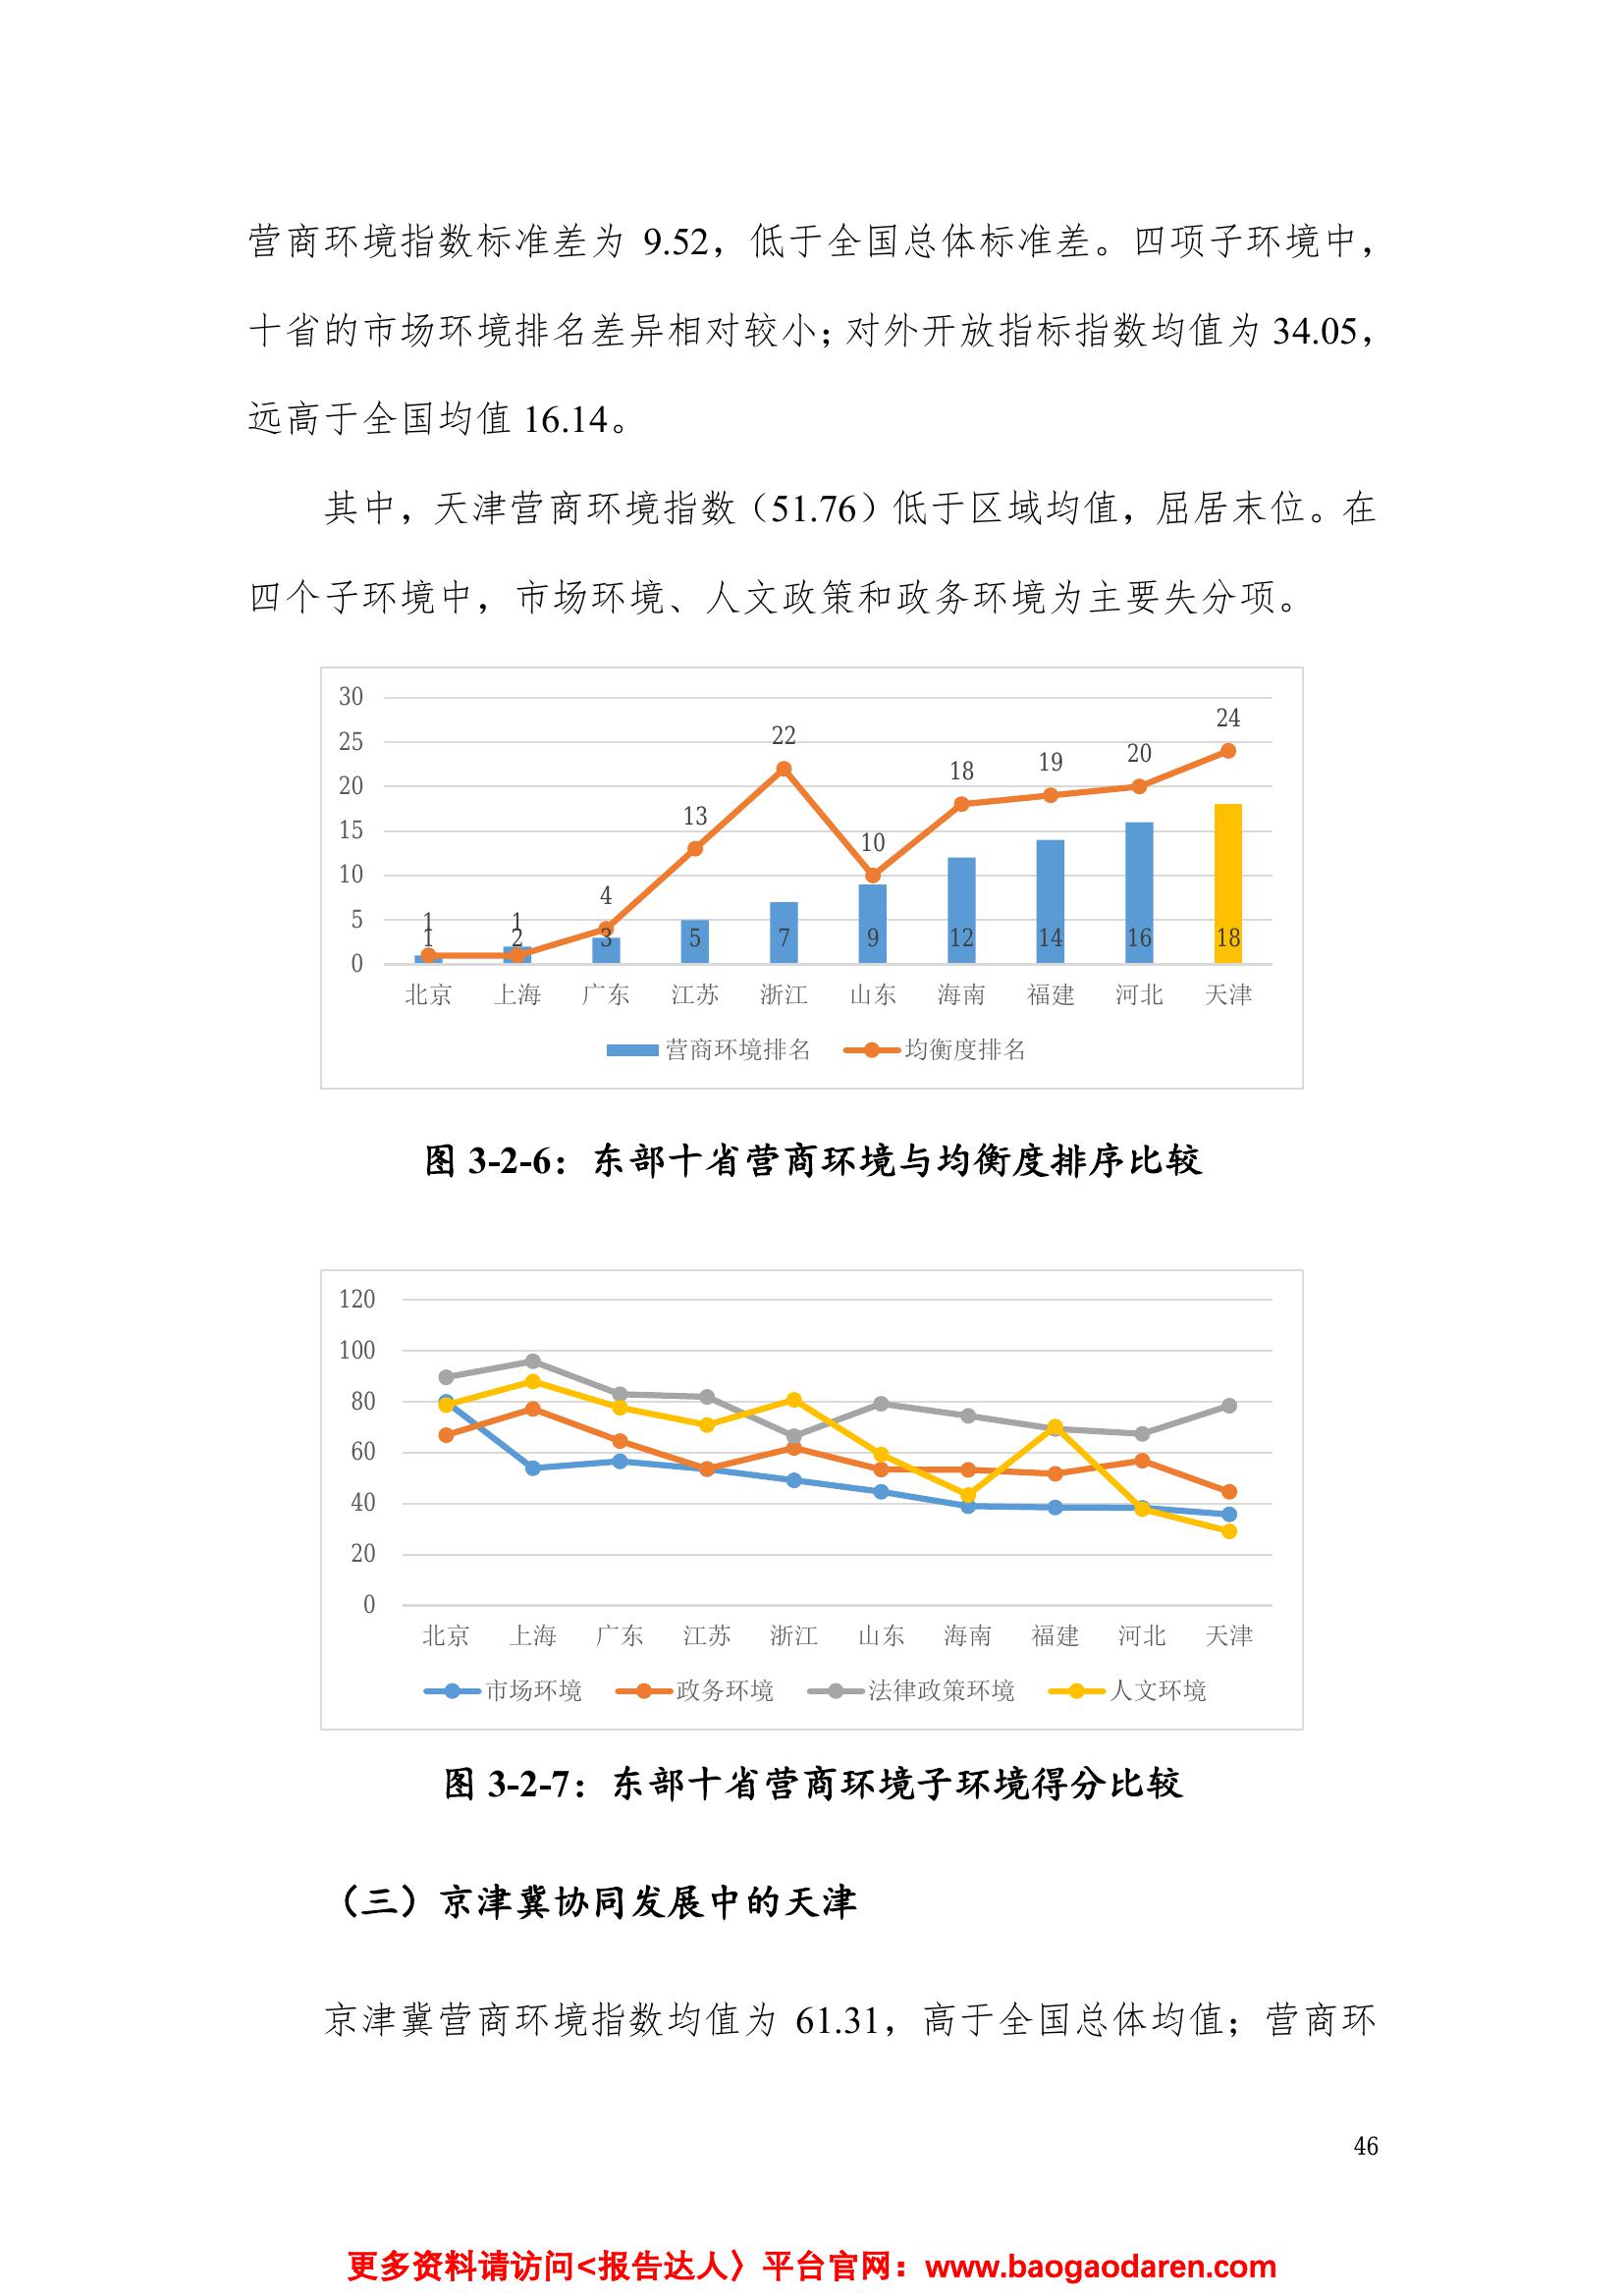 营商环境指数标准差为 9.52，低于全国总体标准差。四项子环境中，
十省的市场环境排名差异相对较小；对外开放指标指数均值为 34.05，
远高于全国均值 16.14。
其中，天津营商环境指数（51.76）低于区域均值，屈居末位。在
四个子环境中，市场环境、人文政策和政务环境为主要失分项。
30
25
20
15
10
5
0
1 1 4 13 22 10 18 19 20 24
1 2 3 5 7 9 12 14 16 18
北京 上海 广东 江苏 浙江 山东 海南 福建 河北 天津
营商环境排名 均衡度排名
图 3-2-6：东部十省营商环境与均衡度排序比较
120
100
80
60
40
20
0
北京 上海 广东 江苏 浙江 山东 海南 福建 河北 天津
市场环境 政务环境 法律政策环境 人文环境
图 3-2-7：东部十省营商环境子环境得分比较
（三）京津冀协同发展中的天津
京津冀营商环境指数均值为 61.31，高于全国总体均值；营商环
46
更多资料请访问<报告达人〉平台官网：www.baogaodaren.com